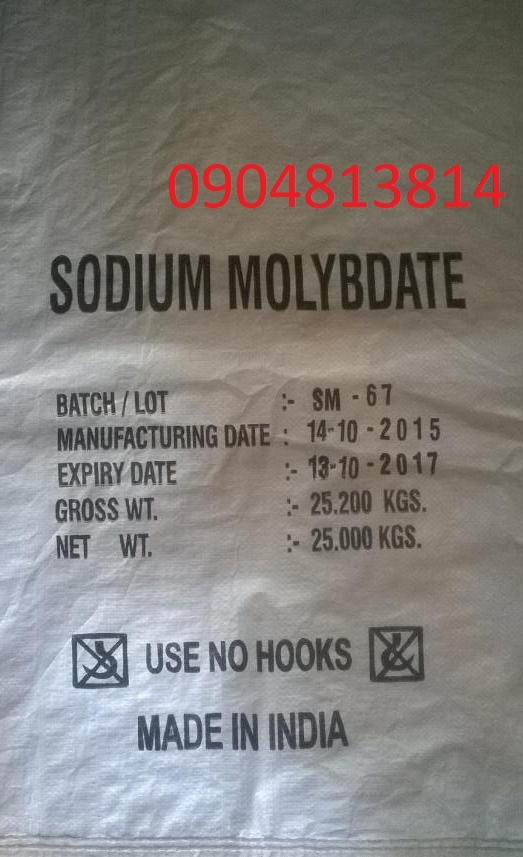 0904813814
SODIUM MOLYBDATE
BATCH / LOT :- SM - 67
MANUFACTURING DATE : 14-10 - 2015
EXPIRY DATE :- 13-10 - 2017
GROSS WT. :- 25.200 KGS.
NET WT. :- 25.000 KGS.
USE NO HOOKS
MADE IN INDIA